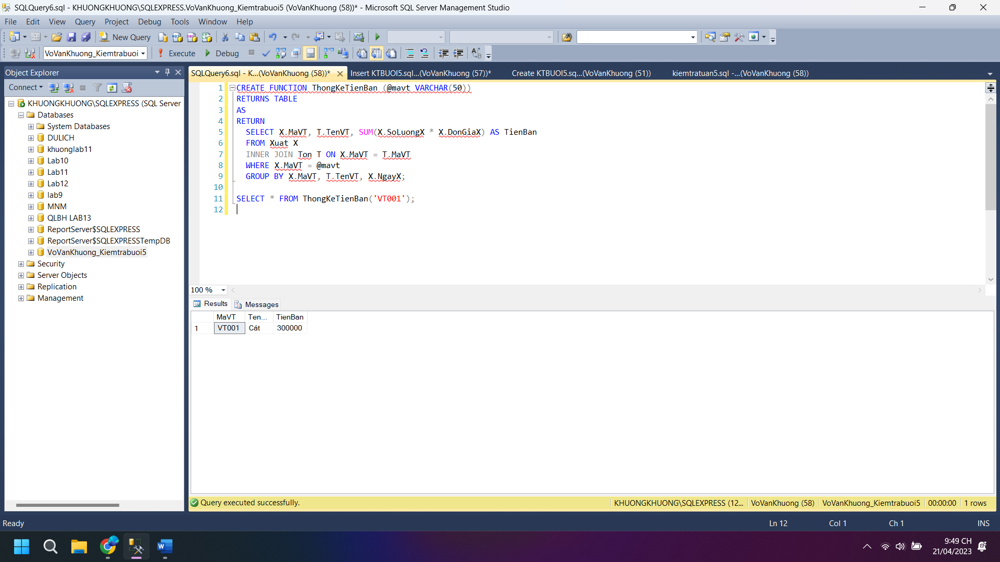 SQLQuery6.sql - KHUONGKHUONG\SQLEXPRESS.VoVanKhuong_Kiemtrabuoi5 (VoVanKhuong (58))* - Microsoft SQL Server Management Studio
File Edit View Query Project Debug Tools Window Help
New Query
VoVanKhuong_Kiemtrabuoi Execute Debug
Object Explorer
Connect
KHUONGKHUONG\SQLEXPRESS (SQL Server
Databases
System Databases
DULICH
khuonglab11
Lab10
Lab11
Lab12
lab9
MNM
QLBH LAB13
ReportServer$SQLEXPRESS
ReportServer$SQLEXPRESSTempDB
VoVanKhuong_Kiemtrabuoi5
Security
Server Objects
Replication
Management
SQLQuery6.sql - K...(VoVanKhuong (58))* Insert KTBUOI5.sql...(VoVanKhuong (57))* Create KTBUOI5.sq...(VoVanKhuong (51)) kiemtratuan5.sql -...(VoVanKhuong (58))
1 CREATE FUNCTION ThongKeTienBan (@mavt VARCHAR(50))
2 RETURNS TABLE
3 AS
4 RETURN
5 SELECT X.MaVT, T.TenVT, SUM(X.SoLuongX * X.DonGiaX) AS TienBan
6 FROM Xuat X
7 INNER JOIN Ton T ON X.MaVT = T.MaVT
8 WHERE X.MaVT = @mavt
9 GROUP BY X.MaVT, T.TenVT, X.NgayX;
10
11 SELECT * FROM ThongKeTienBan('VT001');
12
100 %
Results Messages
MaVT Ten... TienBan
1 VT001 Cát 300000
Query executed successfully. KHUONGKHUONG\SQLEXPRESS (12... VoVanKhuong (58) VoVanKhuong_Kiemtrabuoi5 00:00:00 1 rows
Ready Ln 12 Col 1 Ch 1 INS
9:49 CH
21/04/2023